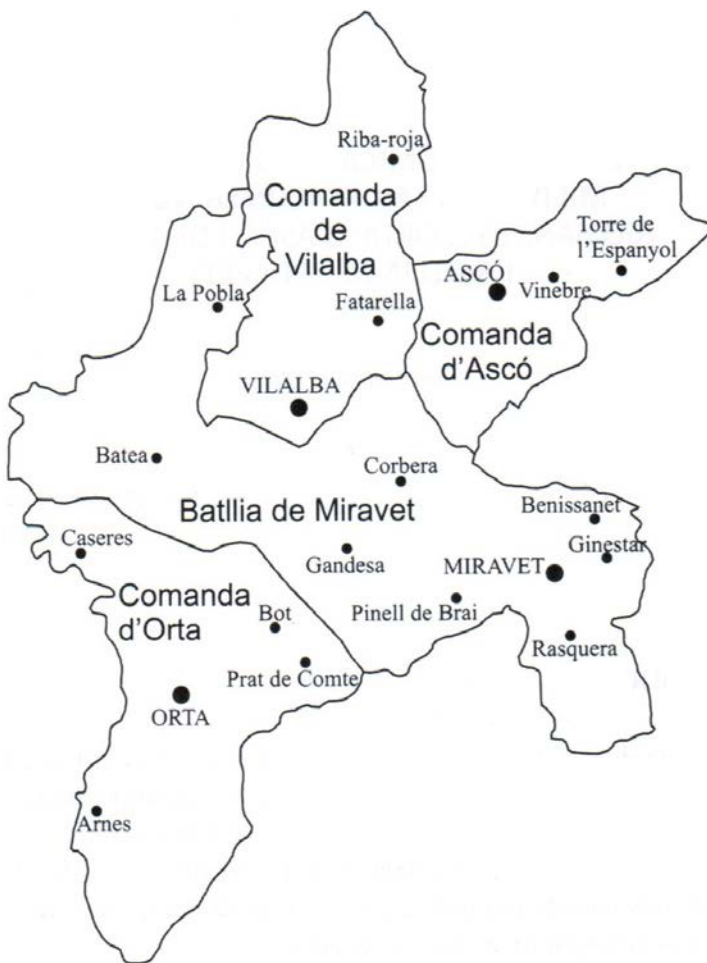 Riba-roja
Comanda
de
Vilalba
Torre de
l'Espanyol
ASCÓ
Vinebre
La Pobla
Fatarella
Comanda
d'Ascó
VILALBA
Batea
Corbera
Batllia de Miravet
Benissanet
Caseres
Gandesa
MIRAVET
Ginestar
Comanda
d'Orta
Bot
Pinell de Brai
Rasquera
Prat de Comte
ORTA
Arnes